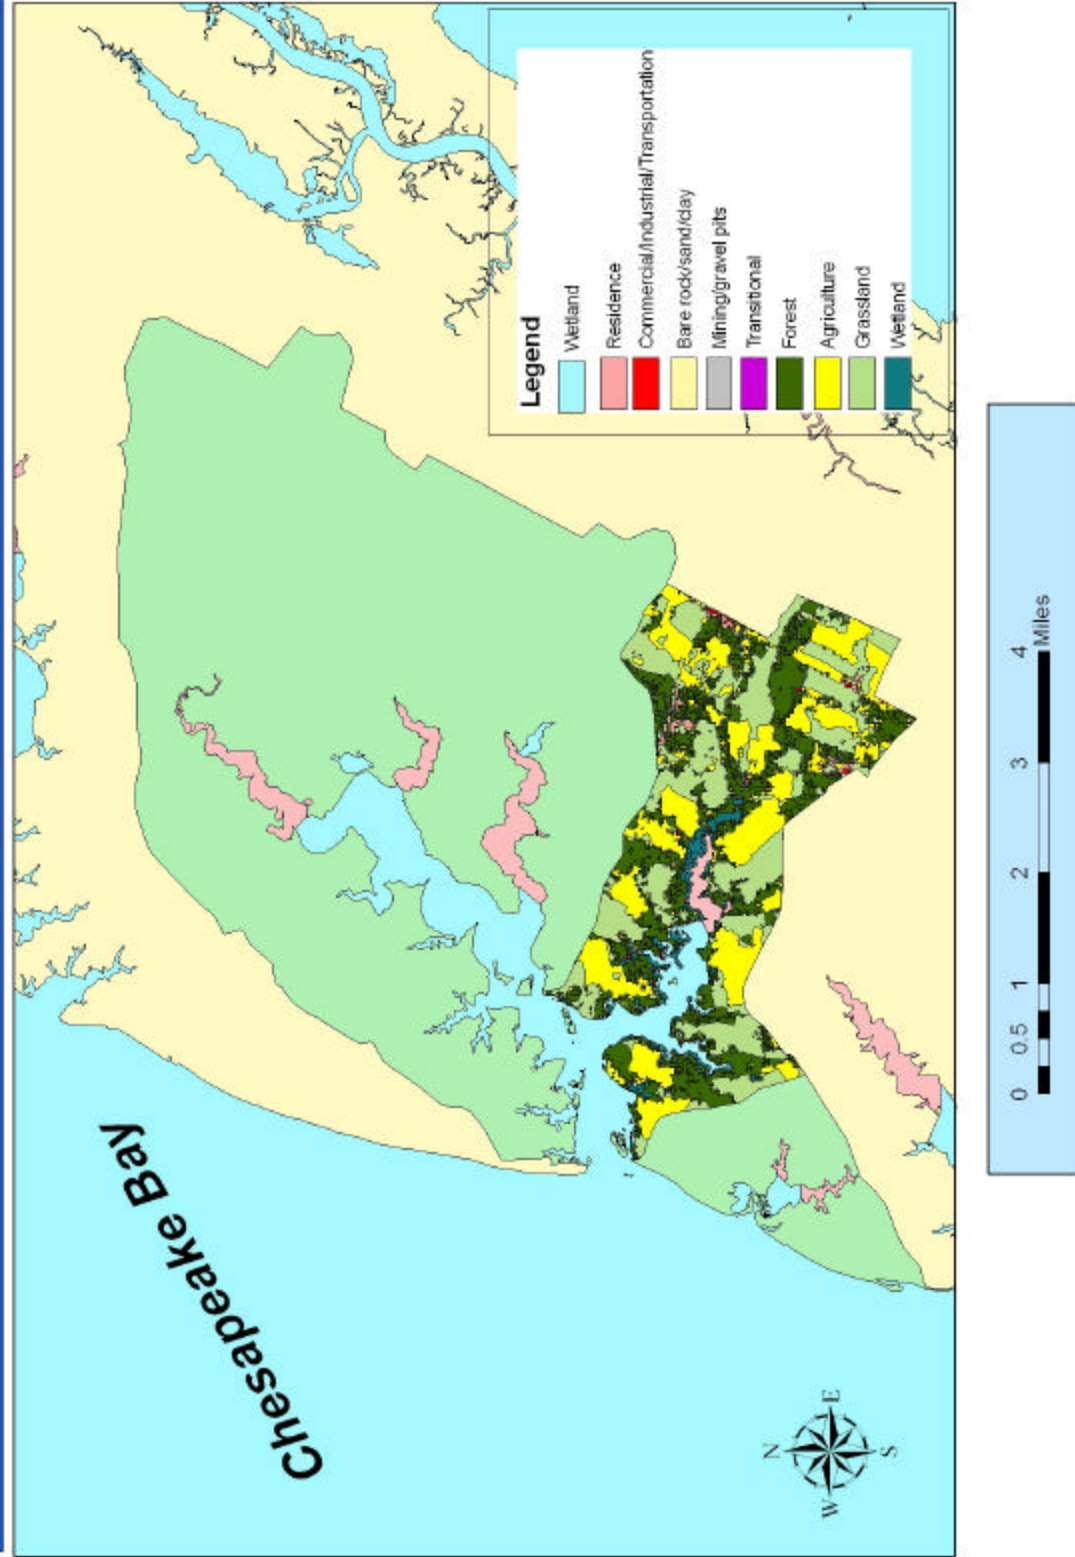 Chesapeake Bay
Legend
Wetland
Residence
Commercial/Industrial/Transportation
Bare rock/sand/day
Mining/gravel pits
Transitional
Forest
Agriculture
Grassland
Wetland
N
W E
S
0 0.5 1 2 3 4
Miles